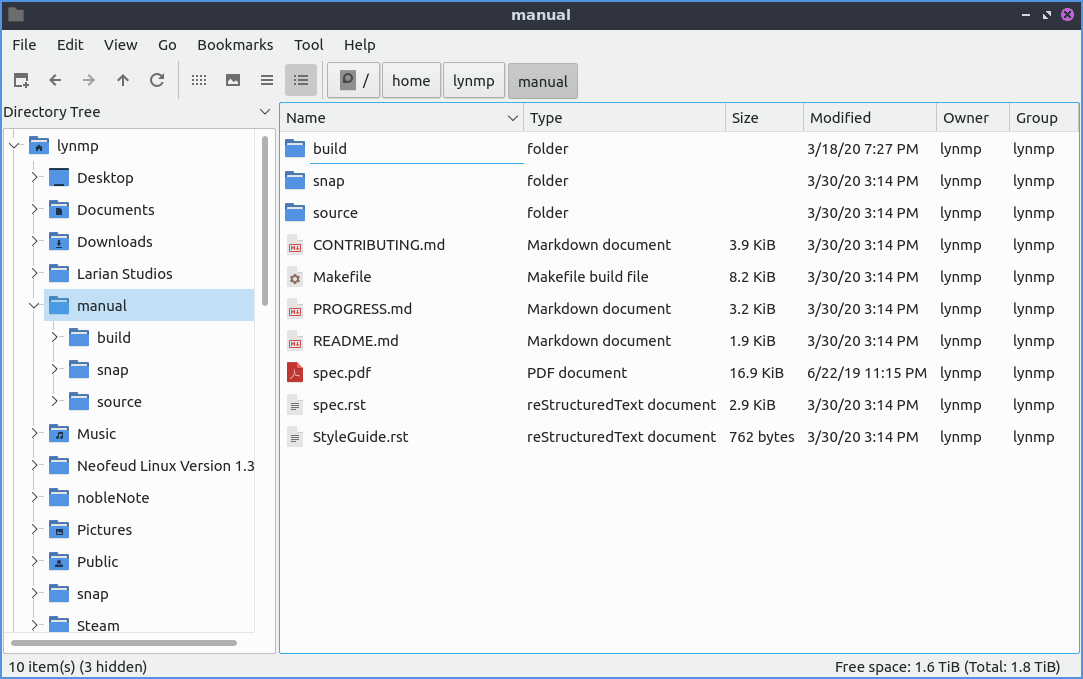 manual
File Edit View Go Bookmarks Tool Help
/ home lynmp manual
Directory Tree
lynmp
Desktop
Documents
Downloads
Larian Studios
manual
build
snap
source
Music
Neofeud Linux Version 1.3
nobleNote
Pictures
Public
snap
Steam
Name Type Size Modified Owner Group
build folder 3/18/20 7:27 PM lynmp lynmp
snap folder 3/30/20 3:14 PM lynmp lynmp
source folder 3/30/20 3:14 PM lynmp lynmp
CONTRIBUTING.md Markdown document 3.9 KiB 3/30/20 3:14 PM lynmp lynmp
Makefile Makefile build file 8.2 KiB 3/30/20 3:14 PM lynmp lynmp
PROGRESS.md Markdown document 3.2 KiB 3/30/20 3:14 PM lynmp lynmp
README.md Markdown document 1.9 KiB 3/30/20 3:14 PM lynmp lynmp
spec.pdf PDF document 16.9 KiB 6/22/19 11:15 PM lynmp lynmp
spec.rst reStructuredText document 2.9 KiB 3/30/20 3:14 PM lynmp lynmp
StyleGuide.rst reStructuredText document 762 bytes 3/30/20 3:14 PM lynmp lynmp
10 item(s) (3 hidden) Free space: 1.6 TiB (Total: 1.8 TiB)